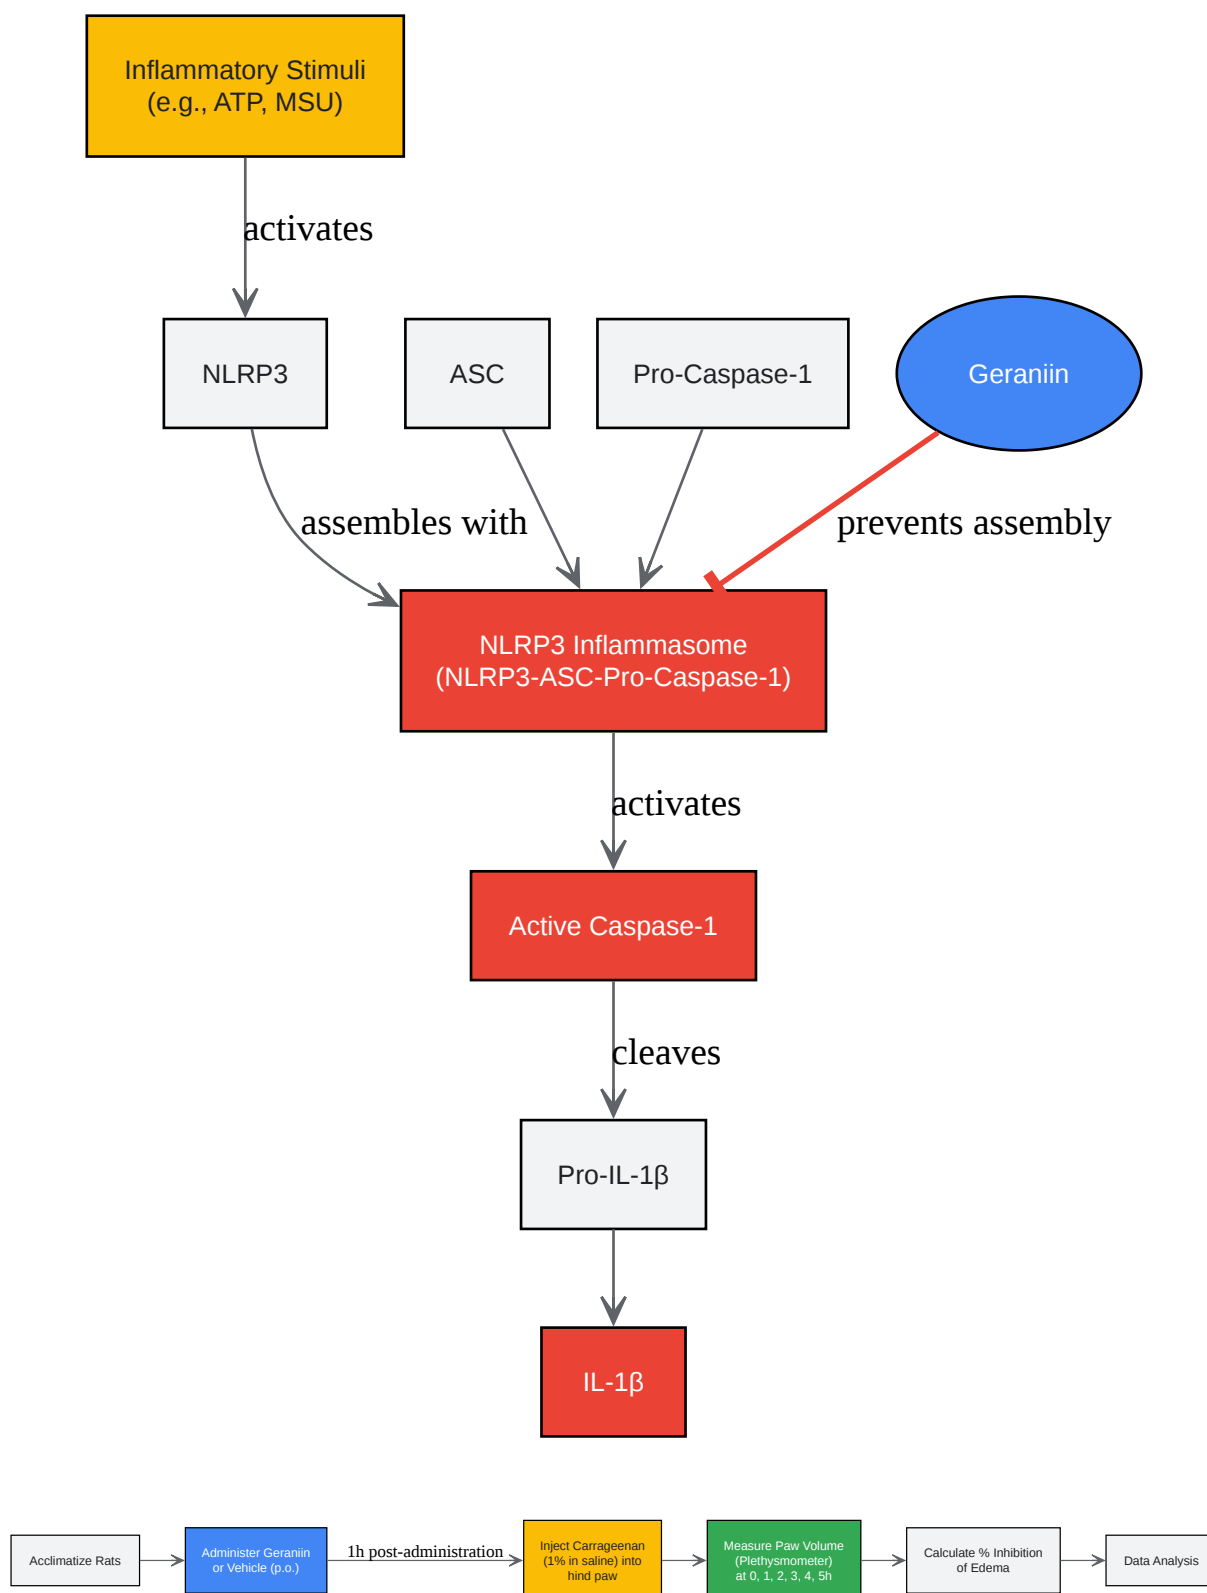 Inflammatory Stimuli
(e.g., ATP, MSU)
activates
NLRP3
ASC
Pro-Caspase-1
Geraniin
assembles with
prevents assembly
NLRP3 Inflammasome
(NLRP3-ASC-Pro-Caspase-1)
activates
Active Caspase-1
cleaves
Pro-IL-1β
IL-1β
Acclimatize Rats
Administer Geraniin
or Vehicle (p.o.)
1h post-administration
Inject Carrageenan
(1% in saline) into
hind paw
Measure Paw Volume
(Plethysmometer)
at 0, 1, 2, 3, 4, 5h
Calculate % Inhibition
of Edema
Data Analysis